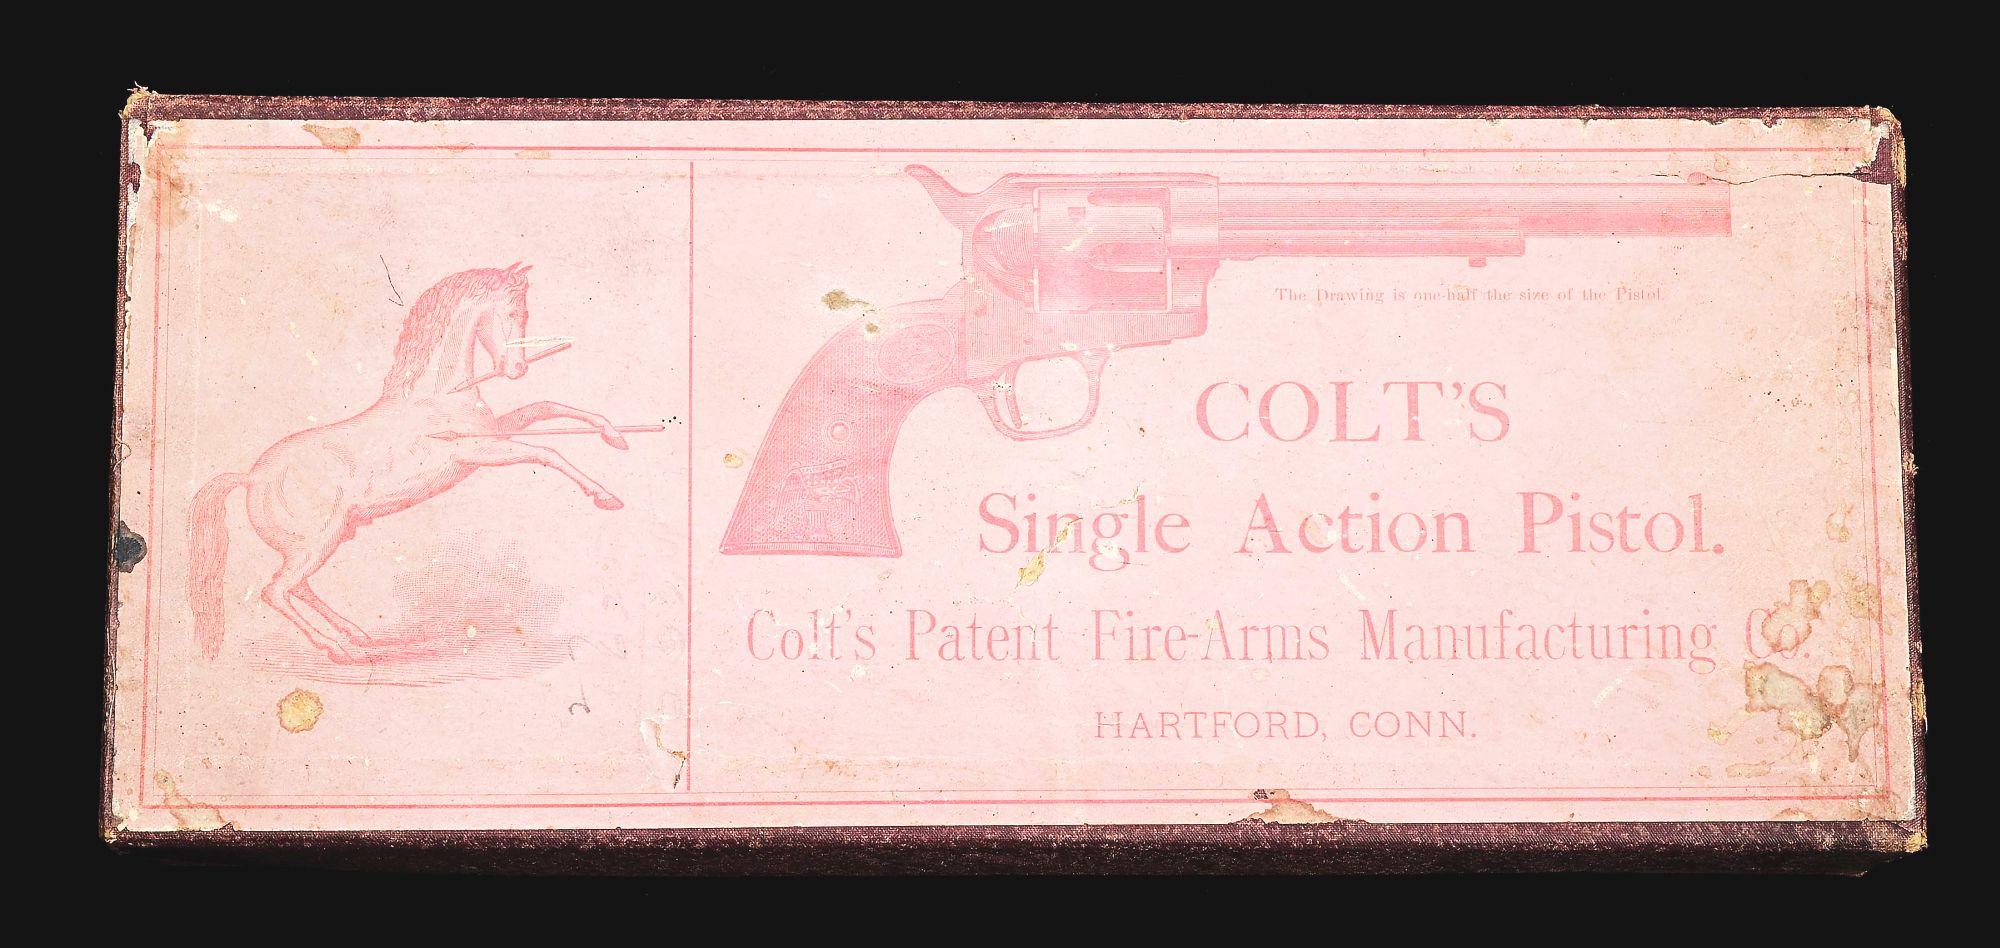 The Drawing is one-half the size of the Pistol.
COLT'S
Single Action Pistol.
Colt's Patent Fire-Arms Manufacturing Co.
HARTFORD, CONN.